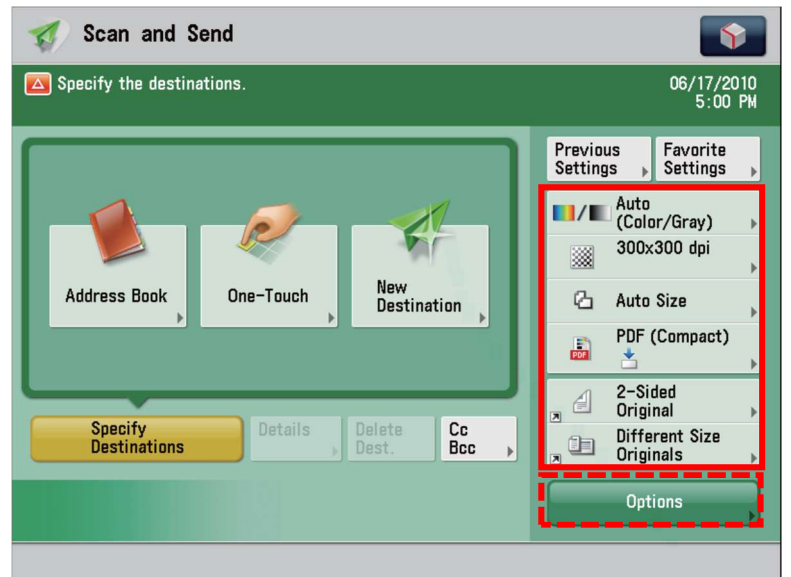 Scan and Send
Specify the destinations.
06/17/2010
5:00 PM
Previous
Settings
Favorite
Settings
Auto
(Color/Gray)
300x300 dpi
Auto Size
PDF (Compact)
PDF
2-Sided
Original
Different Size
Originals
Options
Address Book
One-Touch
New
Destination
Specify
Destinations
Details
Delete
Dest.
Cc
Bcc